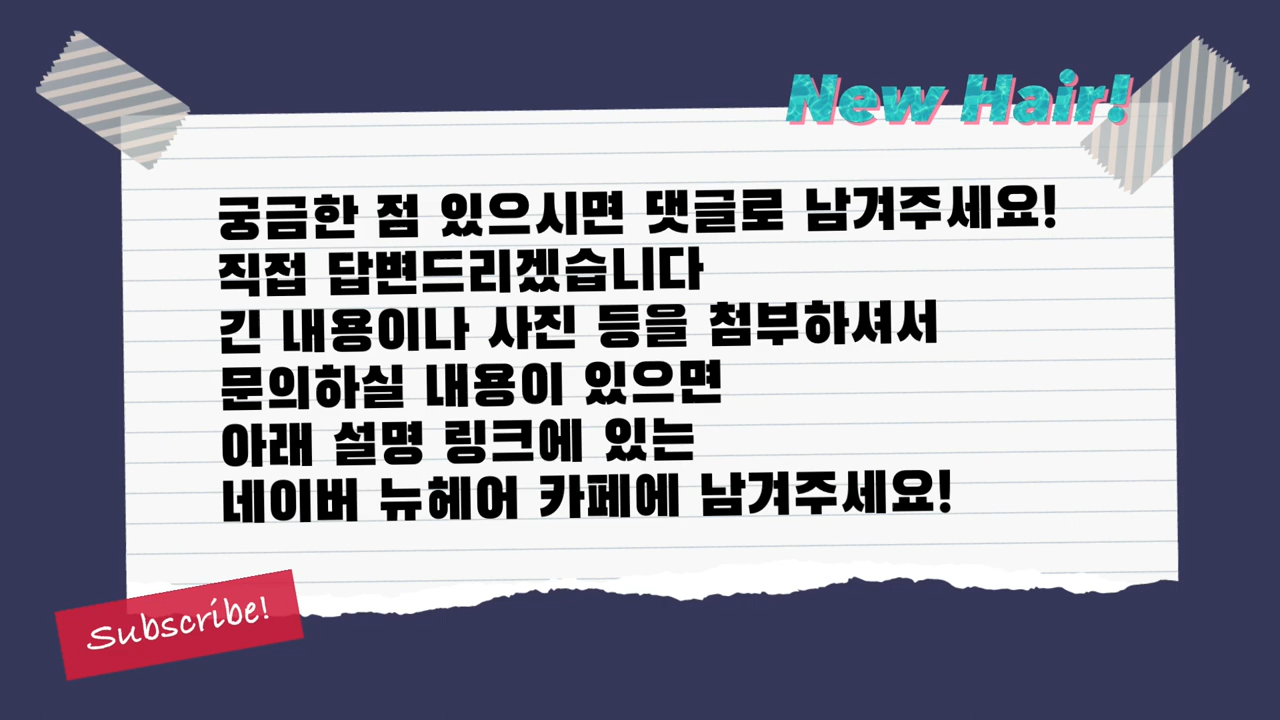 New Hair!
궁금한 점 있으시면 댓글로 남겨주세요!
직접 답변드리겠습니다
긴 내용이나 사진 등을 첨부하셔서
문의하실 내용이 있으면
아래 설명 링크에 있는
네이버 뉴헤어 카페에 남겨주세요!
Subscribe!